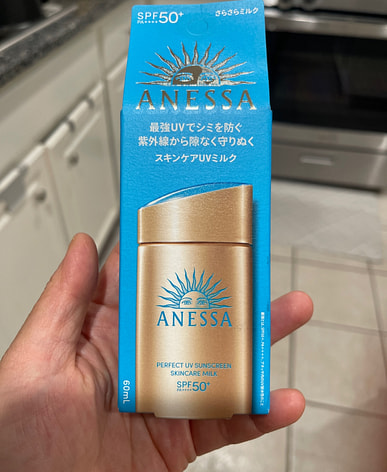 SPF50+
PA++++
さらさらミルク
ANESSA
最強UVでシミを防ぐ
紫外線から隙なく守りぬく
スキンケアUVミルク
ANESSA
PERFECT UV SUNSCREEN
SKINCARE MILK
SPF50+
PA++++
60mL